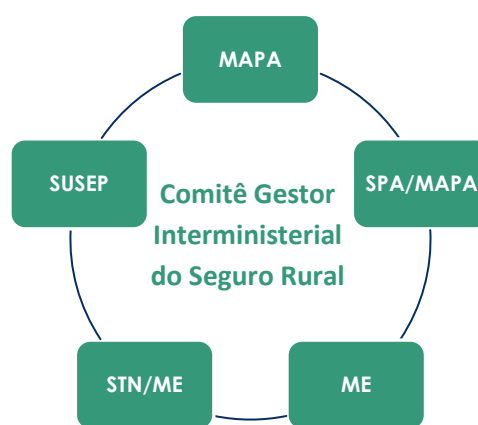 MAPA
SUSEP
SPA/MAPA
Comitê Gestor
Interministerial
do Seguro Rural
STN/ME
ME